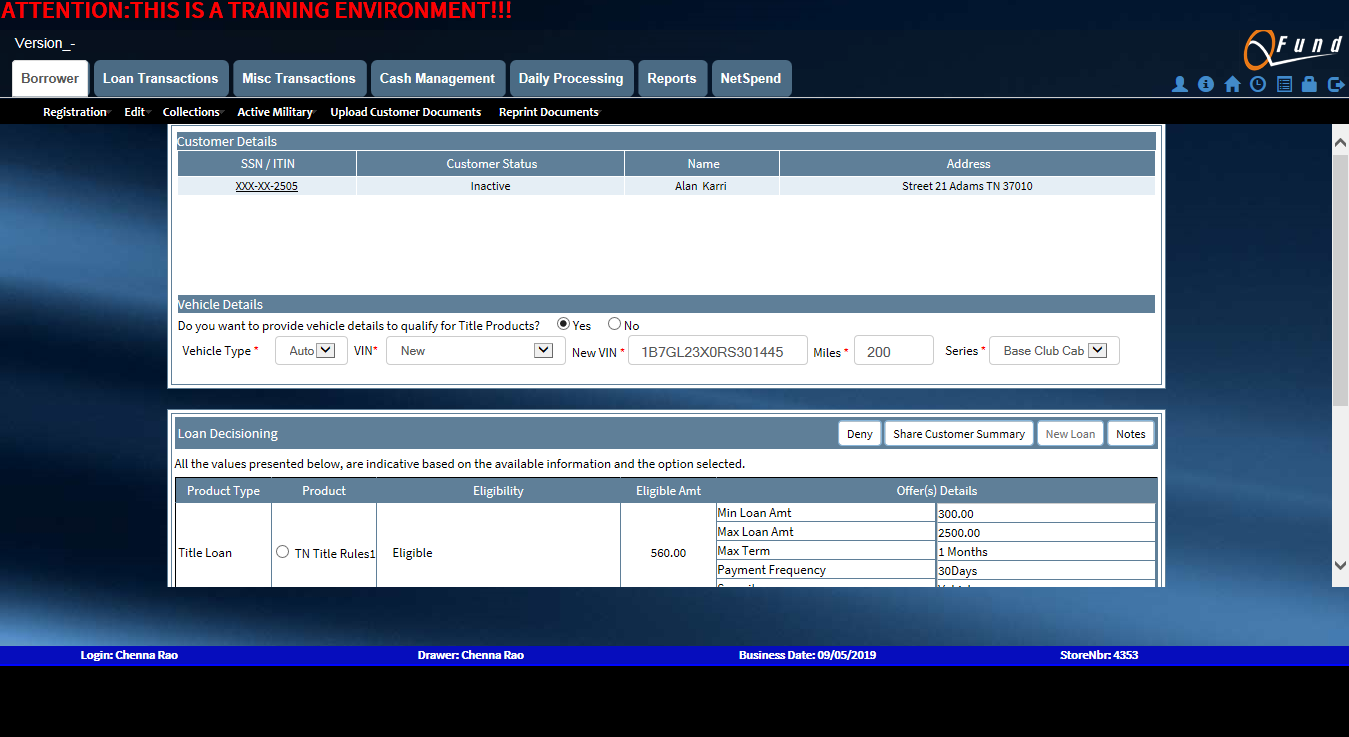 ATTENTION:THIS IS A TRAINING ENVIRONMENT!!!
Version_-
QFund
Borrower Loan Transactions Misc Transactions Cash Management Daily Processing Reports NetSpend
Registration Edit Collections Active Military Upload Customer Documents Reprint Documents
Customer Details
SSN / ITIN Customer Status Name Address
XXX-XX-2505 Inactive Alan Karri Street 21 Adams TN 37010
Vehicle Details
Do you want to provide vehicle details to qualify for Title Products? Yes No
Vehicle Type * Auto VIN* New New VIN * 1B7GL23X0RS301445 Miles * 200 Series * Base Club Cab
Loan Decisioning Deny Share Customer Summary New Loan Notes
All the values presented below, are indicative based on the available information and the option selected.
Product Type Product Eligibility Eligible Amt Offer(s) Details
Min Loan Amt 300.00
Max Loan Amt 2500.00
Title Loan TN Title Rules1 Eligible 560.00 Max Term 1 Months
Payment Frequency 30Days
Login: Chenna Rao Drawer: Chenna Rao Business Date: 09/05/2019 StoreNbr: 4353